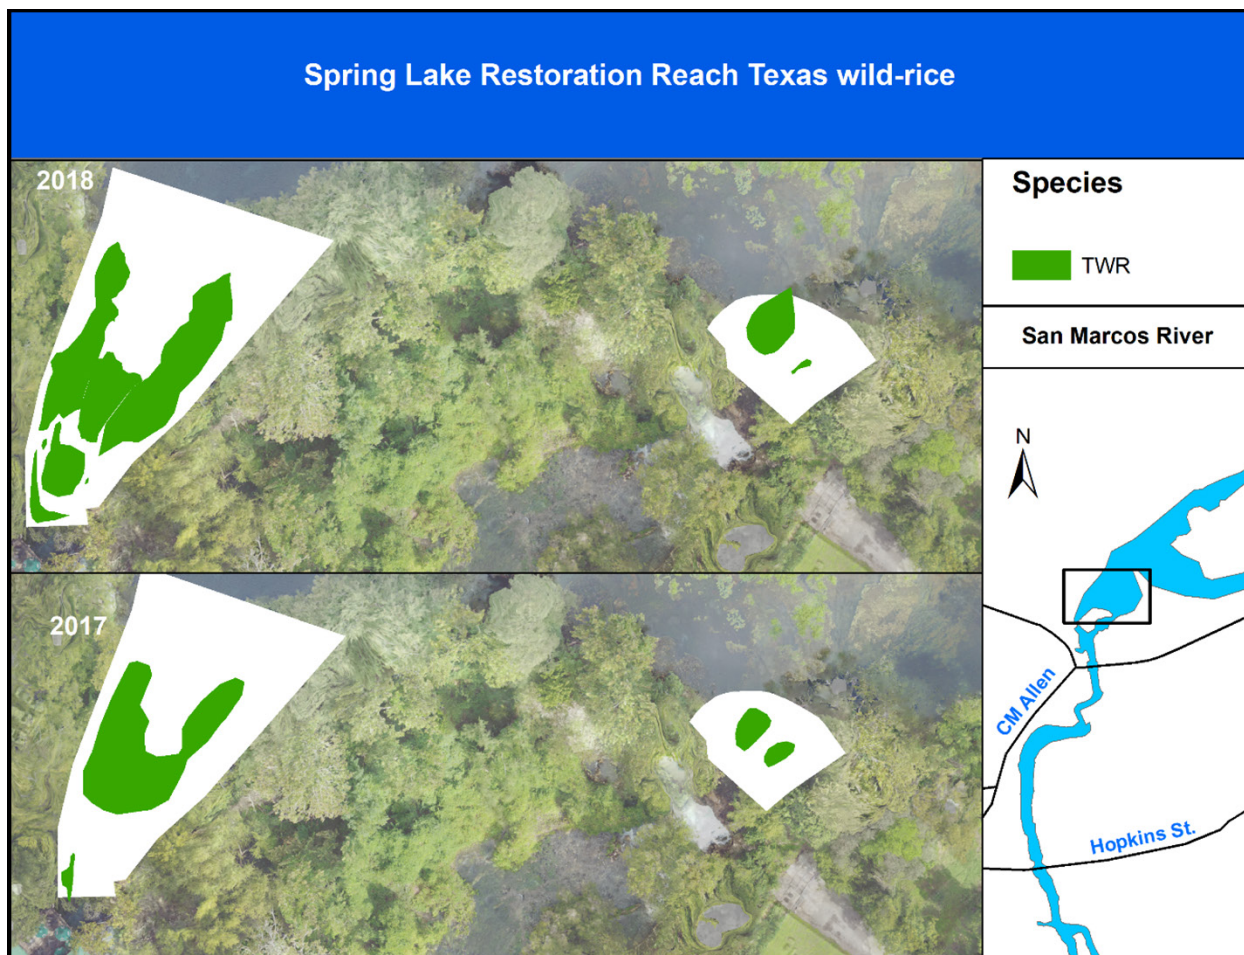 Spring Lake Restoration Reach Texas wild-rice
2018
Species
TWR
San Marcos River
N
2017
CM Allen
Hopkins St.